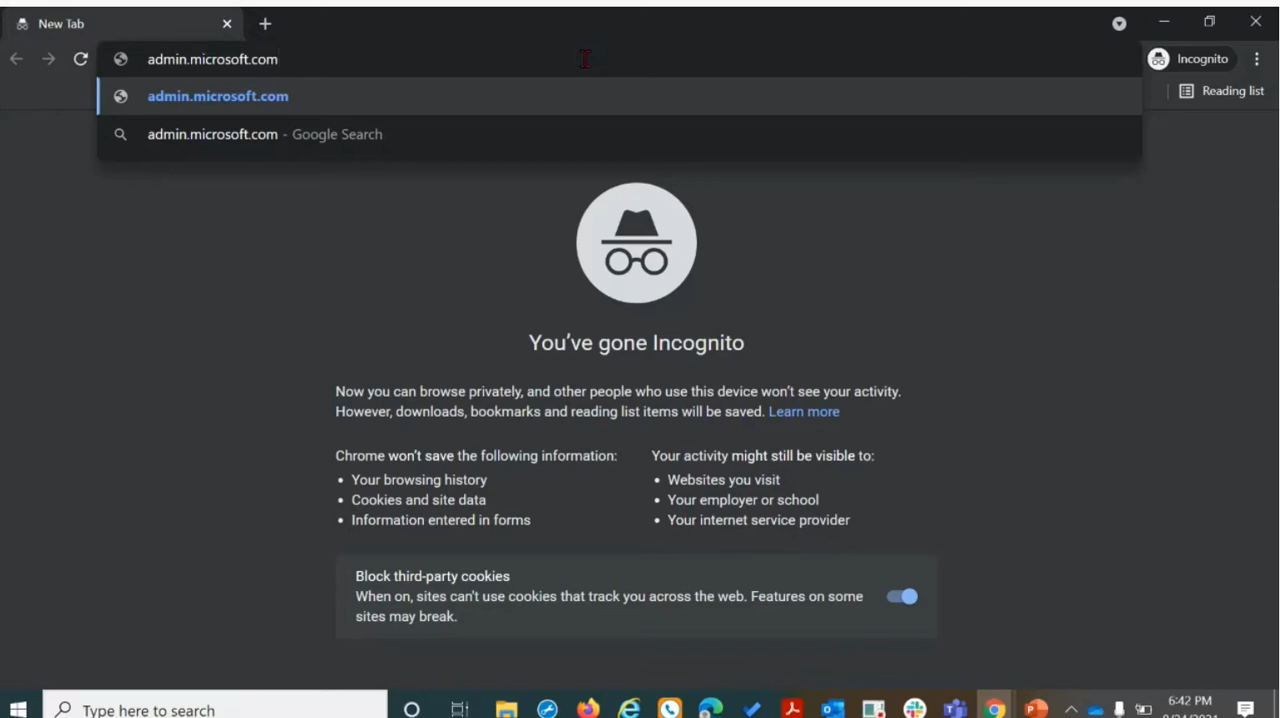 New Tab
admin.microsoft.com
Incognito
admin.microsoft.com
Reading list
admin.microsoft.com - Google Search
You've gone Incognito
Now you can browse privately, and other people who use this device won't see your activity.
However, downloads, bookmarks and reading list items will be saved. Learn more
Chrome won't save the following information:
• Your browsing history
• Cookies and site data
• Information entered in forms
Your activity might still be visible to:
• Websites you visit
• Your employer or school
• Your internet service provider
Block third-party cookies
When on, sites can't use cookies that track you across the web. Features on some
sites may break.
Type here to search
6:42 PM